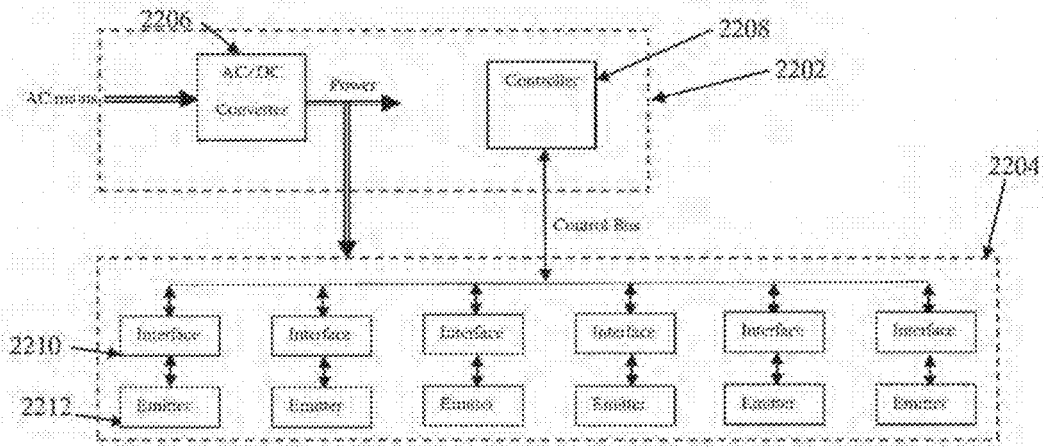 2206
2208
2202
AC/DC
Converter
Power
Controller
AC mains
2204
Control Bus
Interface
Interface
Interface
Interface
Interface
Interface
2210
Emitter
Emitter
Emitter
Emitter
Emitter
Emitter
2212